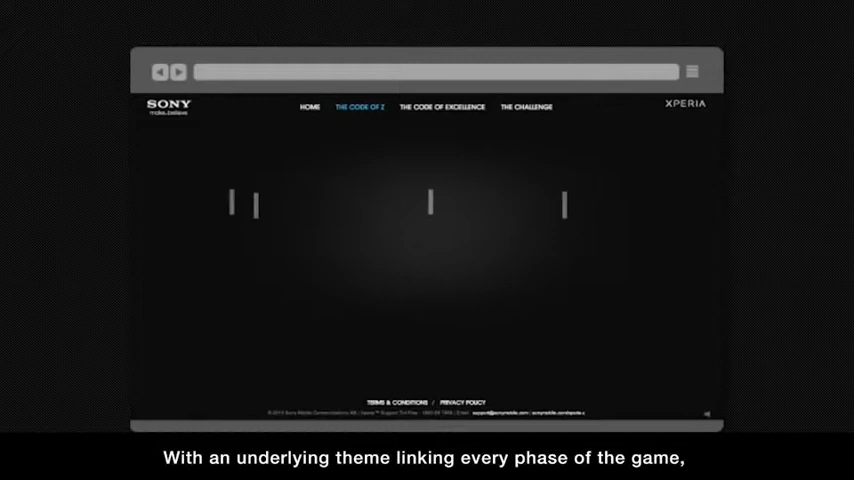 SONY
make.believe
HOME THE CODE OF Z THE CODE OF EXCELLENCE THE CHALLENGE
XPERIA
TERMS & CONDITIONS / PRIVACY POLICY
With an underlying theme linking every phase of the game,